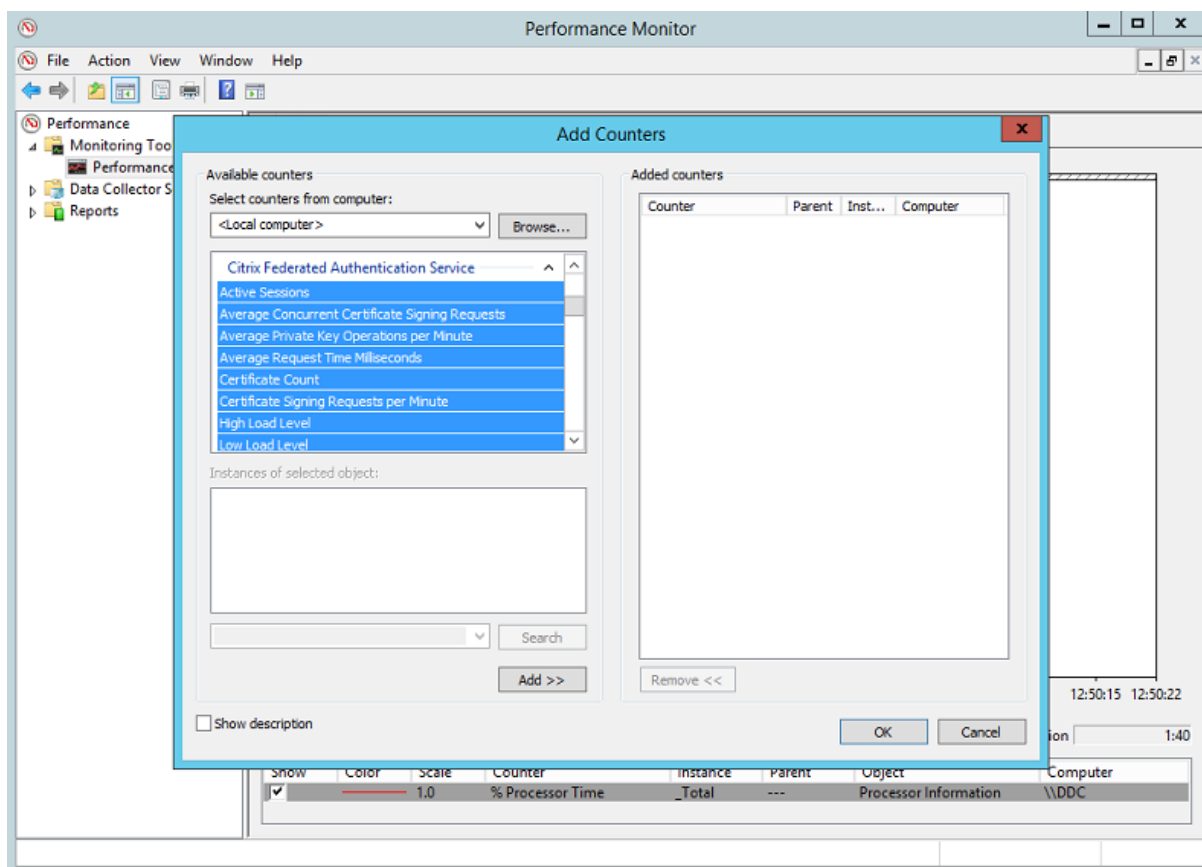 Performance Monitor
File Action View Window Help
Performance
Monitoring Too
Performance
Data Collector S
Reports
Add Counters
Available counters
Select counters from computer:
<Local computer>
Browse...
Citrix Federated Authentication Service
Active Sessions
Average Concurrent Certificate Signing Requests
Average Private Key Operations per Minute
Average Request Time Milliseconds
Certificate Count
Certificate Signing Requests per Minute
High Load Level
Low Load Level
Instances of selected object:
Search
Add >>
Show description
Added counters
Counter Parent Inst... Computer
Remove <<
OK Cancel
12:50:15 12:50:22
ion 1:40
Show Color Scale Counter Instance Parent Object Computer
1.0 % Processor Time _Total --- Processor Information \\DDC